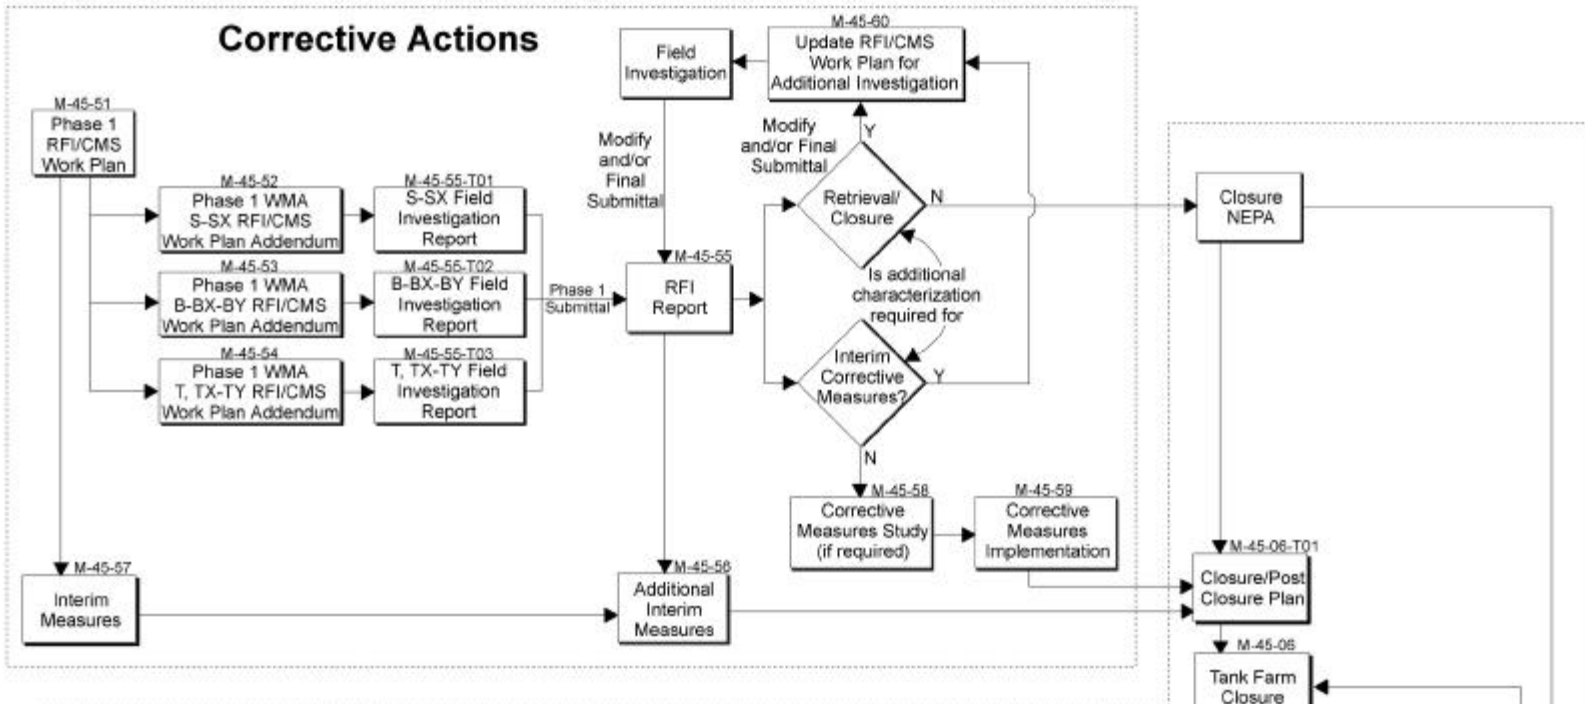 Corrective Actions
M-45-51
Phase 1
RFI/CMS
Work Plan
M-45-52
Phase 1 WMA
S-SX RFI/CMS
Work Plan Addendum
M-45-55-T01
S-SX Field
Investigation
Report
M-45-53
Phase 1 WMA
B-BX-BY RFI/CMS
Work Plan Addendum
M-45-55-T02
B-BX-BY Field
Investigation
Report
M-45-54
Phase 1 WMA
T, TX-TY RFI/CMS
Work Plan Addendum
M-45-55-T03
T, TX-TY Field
Investigation
Report
Phase 1
Submittal
Field
Investigation
M-45-60
Update RFI/CMS
Work Plan for
Additional Investigation
Modify
and/or
Final
Submittal
Modify
and/or Final
Submittal
Y
Retrieval/
Closure
N
M-45-55
RFI
Report
Is additional
characterization
required for
Interim
Corrective
Measures?
Y
N
M-45-58
Corrective
Measures Study
(if required)
M-45-59
Corrective
Measures
Implementation
M-45-57
Interim
Measures
M-45-56
Additional
Interim
Measures
Closure
NEPA
M-45-06-T01
Closure/Post
Closure Plan
M-45-06
Tank Farm
Closure